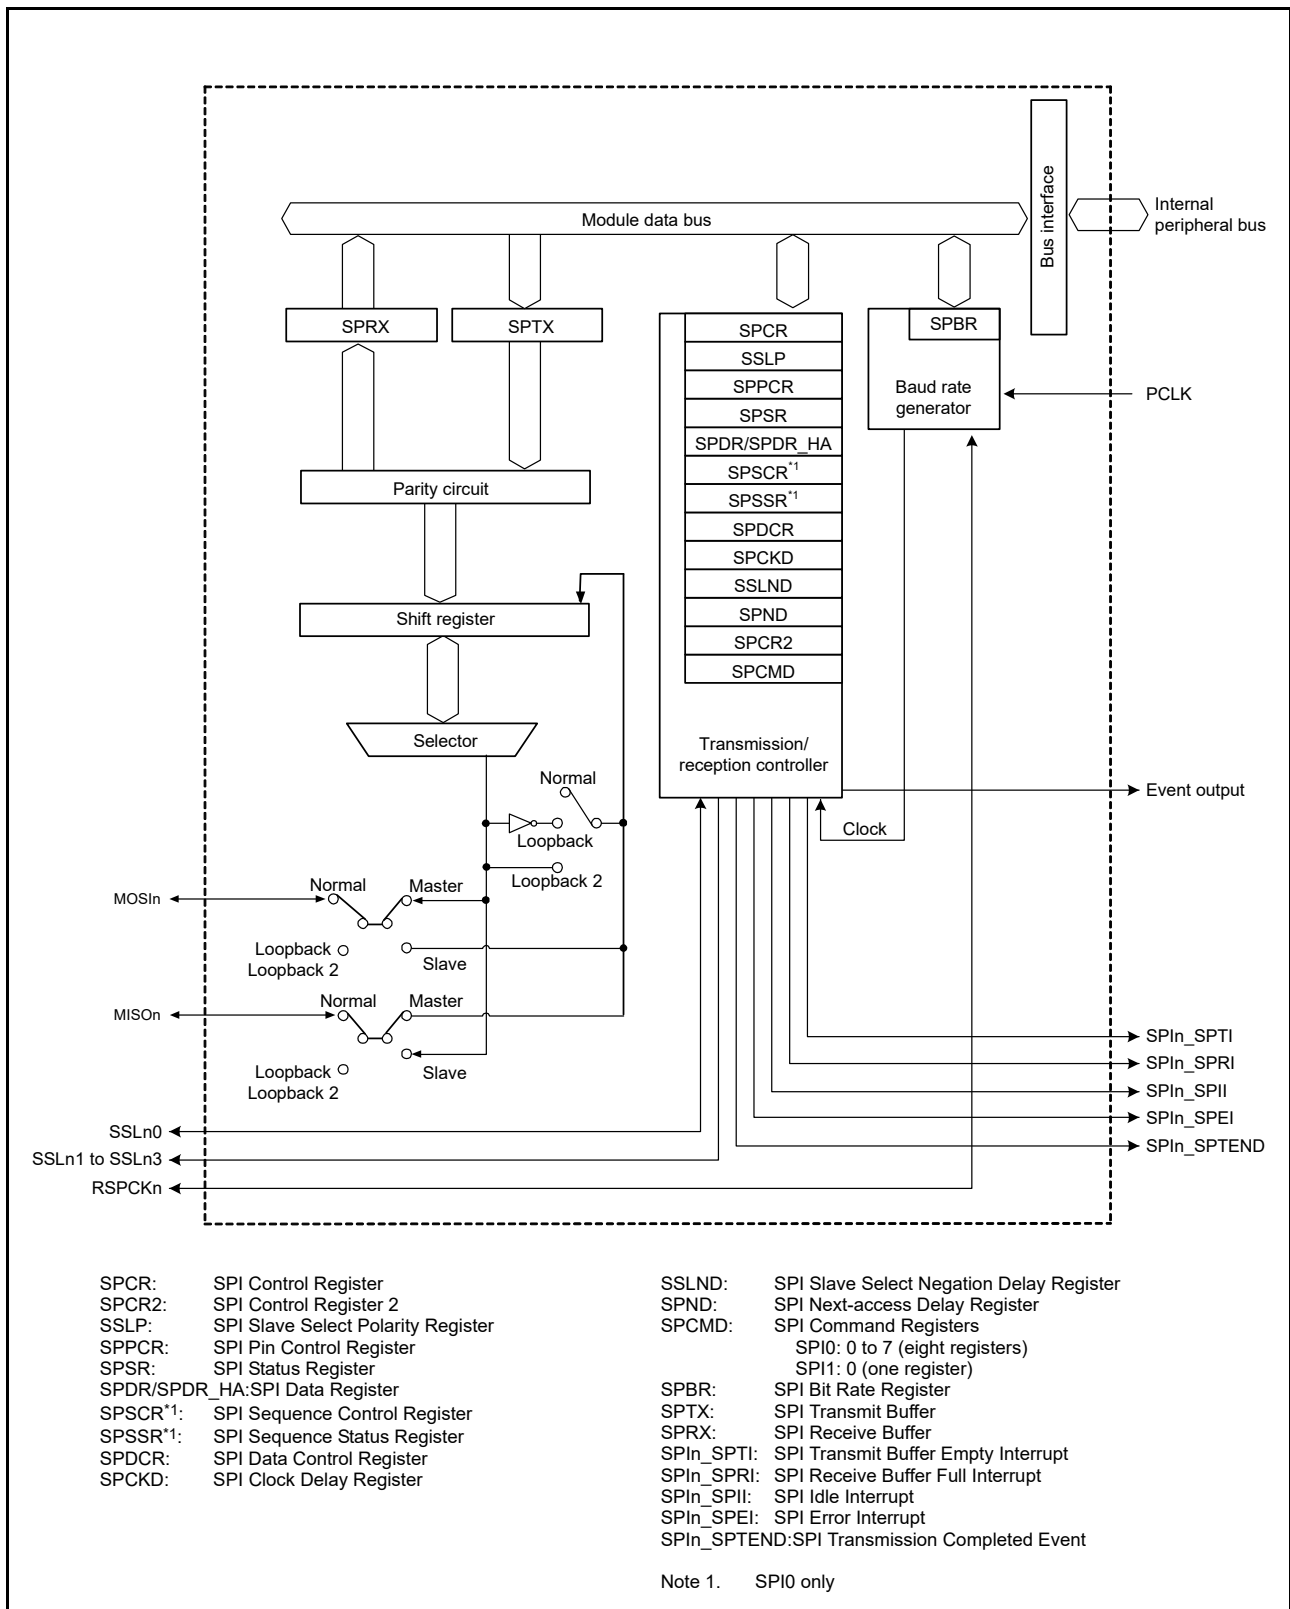 Module data bus
Bus interface
Internal
peripheral bus
SPRX
SPTX
SPCR
SSLP
SPPCR
SPSR
SPDR/SPDR_HA
SPSCR*1
SPSSR*1
SPDCR
SPCKD
SSLND
SPND
SPCR2
SPCMD
Transmission/
reception controller
SPBR
Baud rate
generator
PCLK
Parity circuit
Shift register
Selector
Normal
Loopback
Loopback 2
Clock
Event output
MOSIn
Normal
Master
Loopback
Loopback 2
Slave
MISOn
Normal
Master
Loopback
Loopback 2
Slave
SPIn_SPTI
SPIn_SPRI
SPIn_SPII
SPIn_SPEI
SPIn_SPTEND
SSLn0
SSLn1 to SSLn3
RSPCKn
SPCR: SPI Control Register
SPCR2: SPI Control Register 2
SSLP: SPI Slave Select Polarity Register
SPPCR: SPI Pin Control Register
SPSR: SPI Status Register
SPDR/SPDR_HA:SPI Data Register
SPSCR*1: SPI Sequence Control Register
SPSSR*1: SPI Sequence Status Register
SPDCR: SPI Data Control Register
SPCKD: SPI Clock Delay Register
SSLND: SPI Slave Select Negation Delay Register
SPND: SPI Next-access Delay Register
SPCMD: SPI Command Registers
SPI0: 0 to 7 (eight registers)
SPI1: 0 (one register)
SPBR: SPI Bit Rate Register
SPTX: SPI Transmit Buffer
SPRX: SPI Receive Buffer
SPIn_SPTI: SPI Transmit Buffer Empty Interrupt
SPIn_SPRI: SPI Receive Buffer Full Interrupt
SPIn_SPII: SPI Idle Interrupt
SPIn_SPEI: SPI Error Interrupt
SPIn_SPTEND:SPI Transmission Completed Event
Note 1. SPI0 only